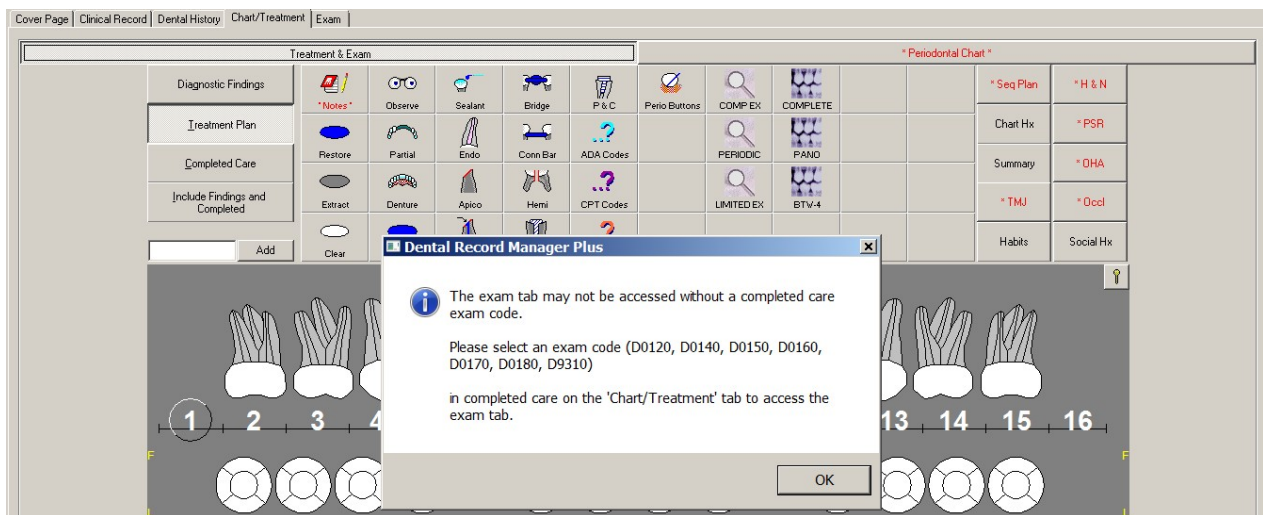 Cover Page Clinical Record Dental History Chart/Treatment Exam
Treatment & Exam * Periodontal Chart *
Diagnostic Findings
Treatment Plan
Completed Care
Include Findings and
Completed
Add
*Notes* Observe Sealant Bridge P & C Perio Buttons COMP EX COMPLETE
Restore Partial Endo Conn Bar ADA Codes PERIODIC PANO
Extract Denture Apico Hemi CPT Codes LIMITED EX BTW-4
Clear
* Seq Plan * H & N
Chart Hx * PSR
Summary * OHA
* TMJ * Occl
Habits Social Hx
Dental Record Manager Plus
The exam tab may not be accessed without a completed care
exam code.
Please select an exam code (D0120, D0140, D0150, D0160,
D0170, D0180, D9310)
in completed care on the 'Chart/Treatment' tab to access the
exam tab.
OK
1 2 3 4 13 14 15 16
F F